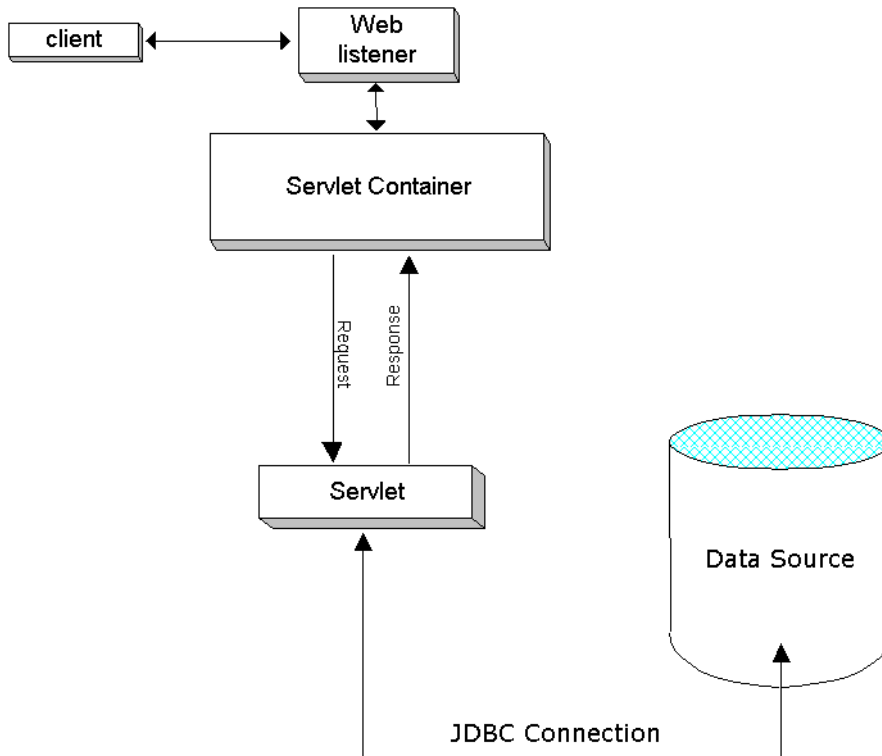 client
Web
listener
Servlet Container
Request
Response
Servlet
Data Source
JDBC Connection